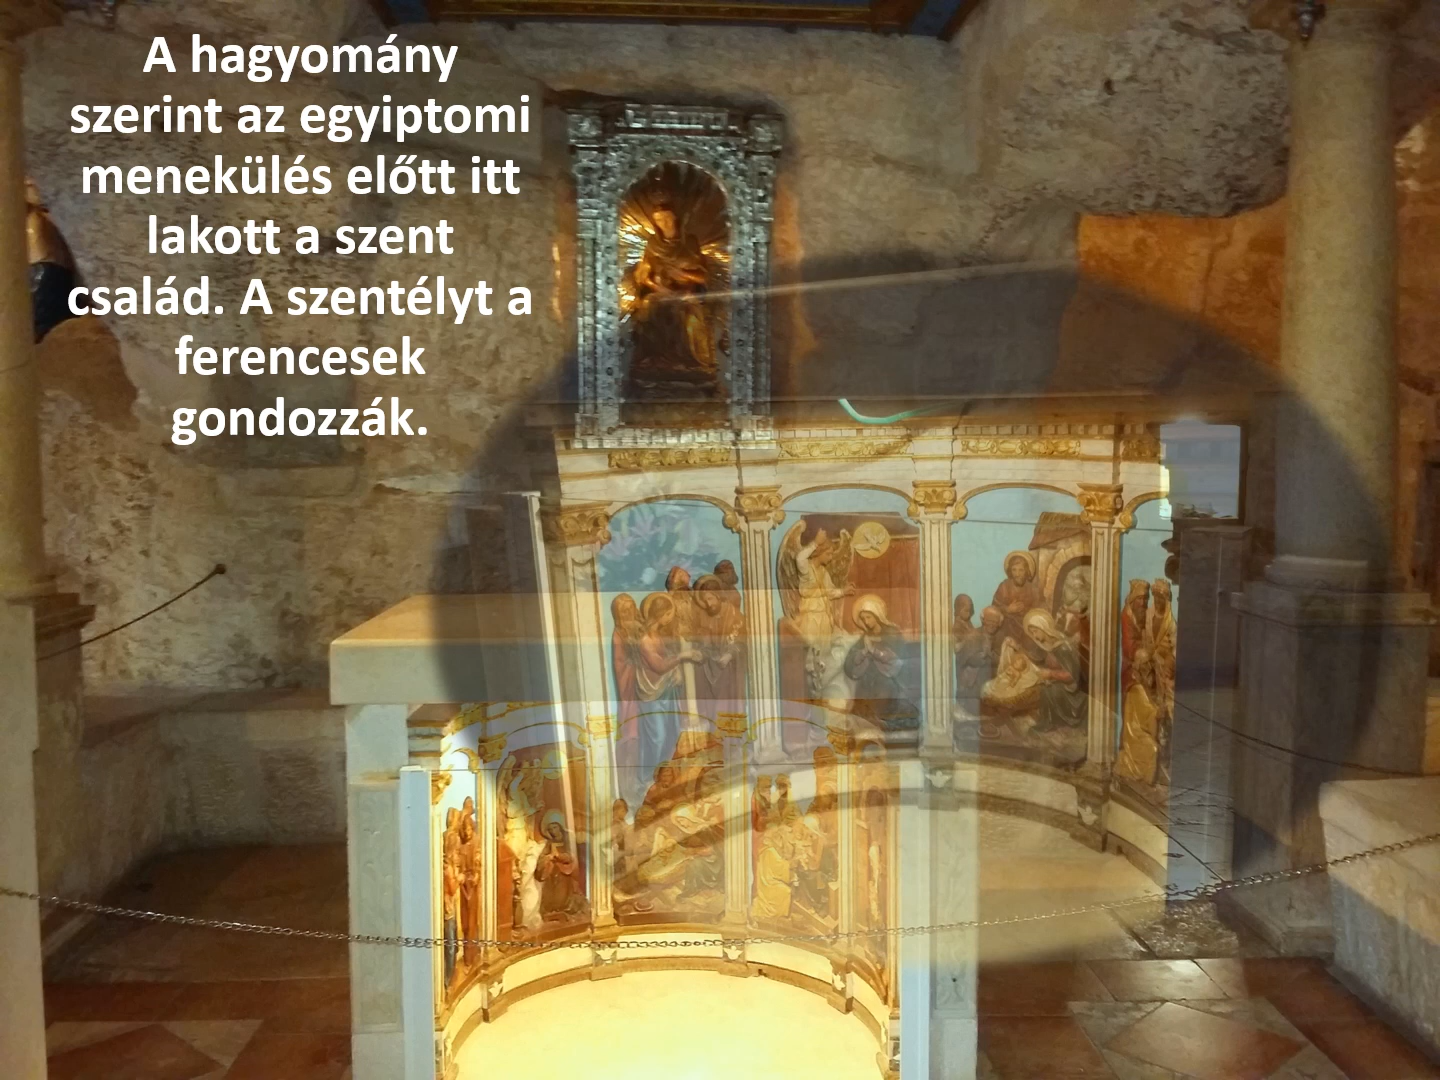 A hagyomány
szerint az egyiptomi
menekülés előtt itt
lakott a szent
család. A szentélyt a
ferencesek
gondozzák.